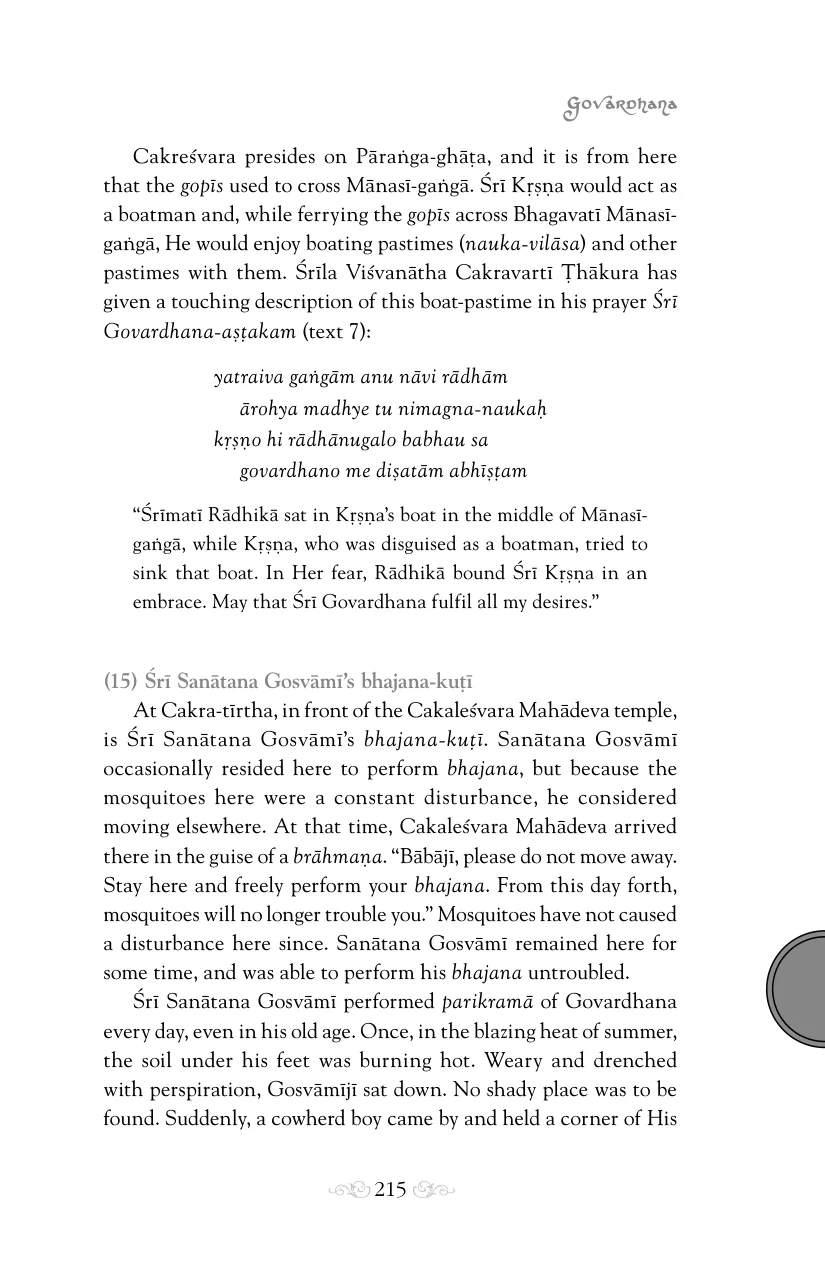 Govardhana
Cakreśvara presides on Pāraṅga-ghāṭa, and it is from here
that the gopīs used to cross Mānasī-gaṅgā. Śrī Kṛṣṇa would act as
a boatman and, while ferrying the gopīs across Bhagavatī Mānasī-
gaṅgā, He would enjoy boating pastimes (nauka-vilāsa) and other
pastimes with them. Śrīla Viśvanātha Cakravartī Ṭhākura has
given a touching description of this boat-pastime in his prayer Śrī
Govardhana-aṣṭakam (text 7):
yatraiva gaṅgām anu nāvi rādhām
ārohya madhye tu nimagna-naukaḥ
kṛṣṇo hi rādhānugalo babhau sa
govardhano me diṣatām abhīṣṭam
“Śrīmatī Rādhikā sat in Kṛṣṇa’s boat in the middle of Mānasī-
gaṅgā, while Kṛṣṇa, who was disguised as a boatman, tried to
sink that boat. In Her fear, Rādhikā bound Śrī Kṛṣṇa in an
embrace. May that Śrī Govardhana fulfil all my desires.”
(15) Śrī Sanātana Gosvāmī’s bhajana-kuṭī
At Cakra-tīrtha, in front of the Cakaleśvara Mahādeva temple,
is Śrī Sanātana Gosvāmī’s bhajana-kuṭī. Sanātana Gosvāmī
occasionally resided here to perform bhajana, but because the
mosquitoes here were a constant disturbance, he considered
moving elsewhere. At that time, Cakaleśvara Mahādeva arrived
there in the guise of a brāhmaṇa. “Bābājī, please do not move away.
Stay here and freely perform your bhajana. From this day forth,
mosquitoes will no longer trouble you.” Mosquitoes have not caused
a disturbance here since. Sanātana Gosvāmī remained here for
some time, and was able to perform his bhajana untroubled.
Śrī Sanātana Gosvāmī performed parikramā of Govardhana
every day, even in his old age. Once, in the blazing heat of summer,
the soil under his feet was burning hot. Weary and drenched
with perspiration, Gosvāmījī sat down. No shady place was to be
found. Suddenly, a cowherd boy came by and held a corner of His
215